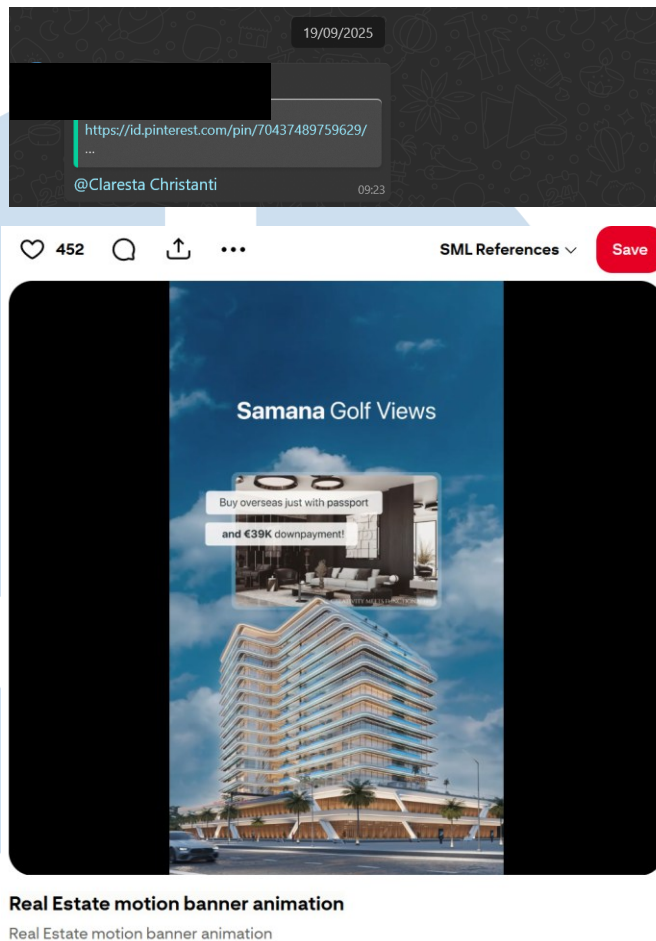 19/09/2025
https://id.pinterest.com/pin/70437489759629/
...
@Claresta Christanti
09:23
452
SML References
Save
Samana Golf Views
Buy overseas just with passport
and €39K downpayment!
Real Estate motion banner animation
Real Estate motion banner animation